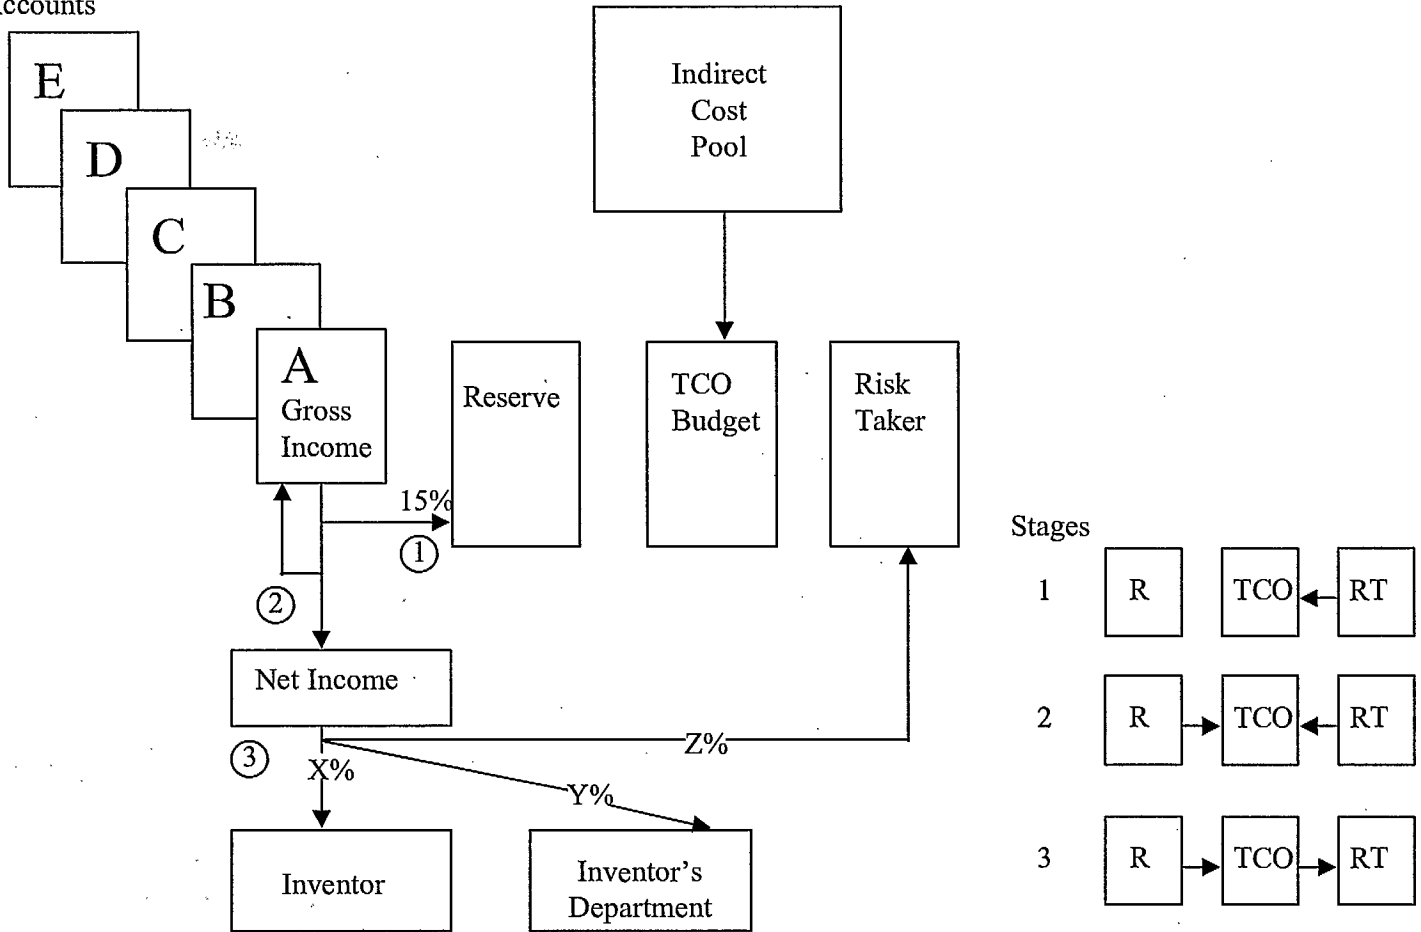 E
D
C
B
A
Gross
Income
Indirect
Cost
Pool
Reserve
TCO
Budget
Risk
Taker
15%
1
2
Net Income
3
X%
Y%
Z%
Inventor
Inventor's
Department
Stages
1 R TCO RT
2 R TCO RT
3 R TCO RT